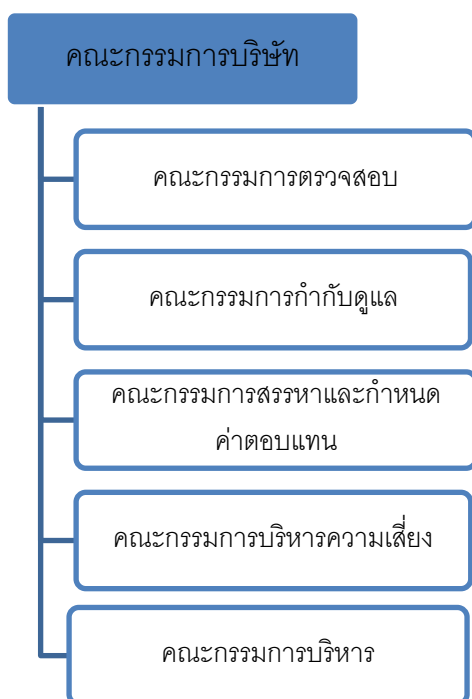 คณะกรรมการบริษัท
คณะกรรมการตรวจสอบ
คณะกรรมการกำกับดูแล
คณะกรรมการสรรหาและกำหนด
ค่าตอบแทน
คณะกรรมการบริหารความเสี่ยง
คณะกรรมการบริหาร